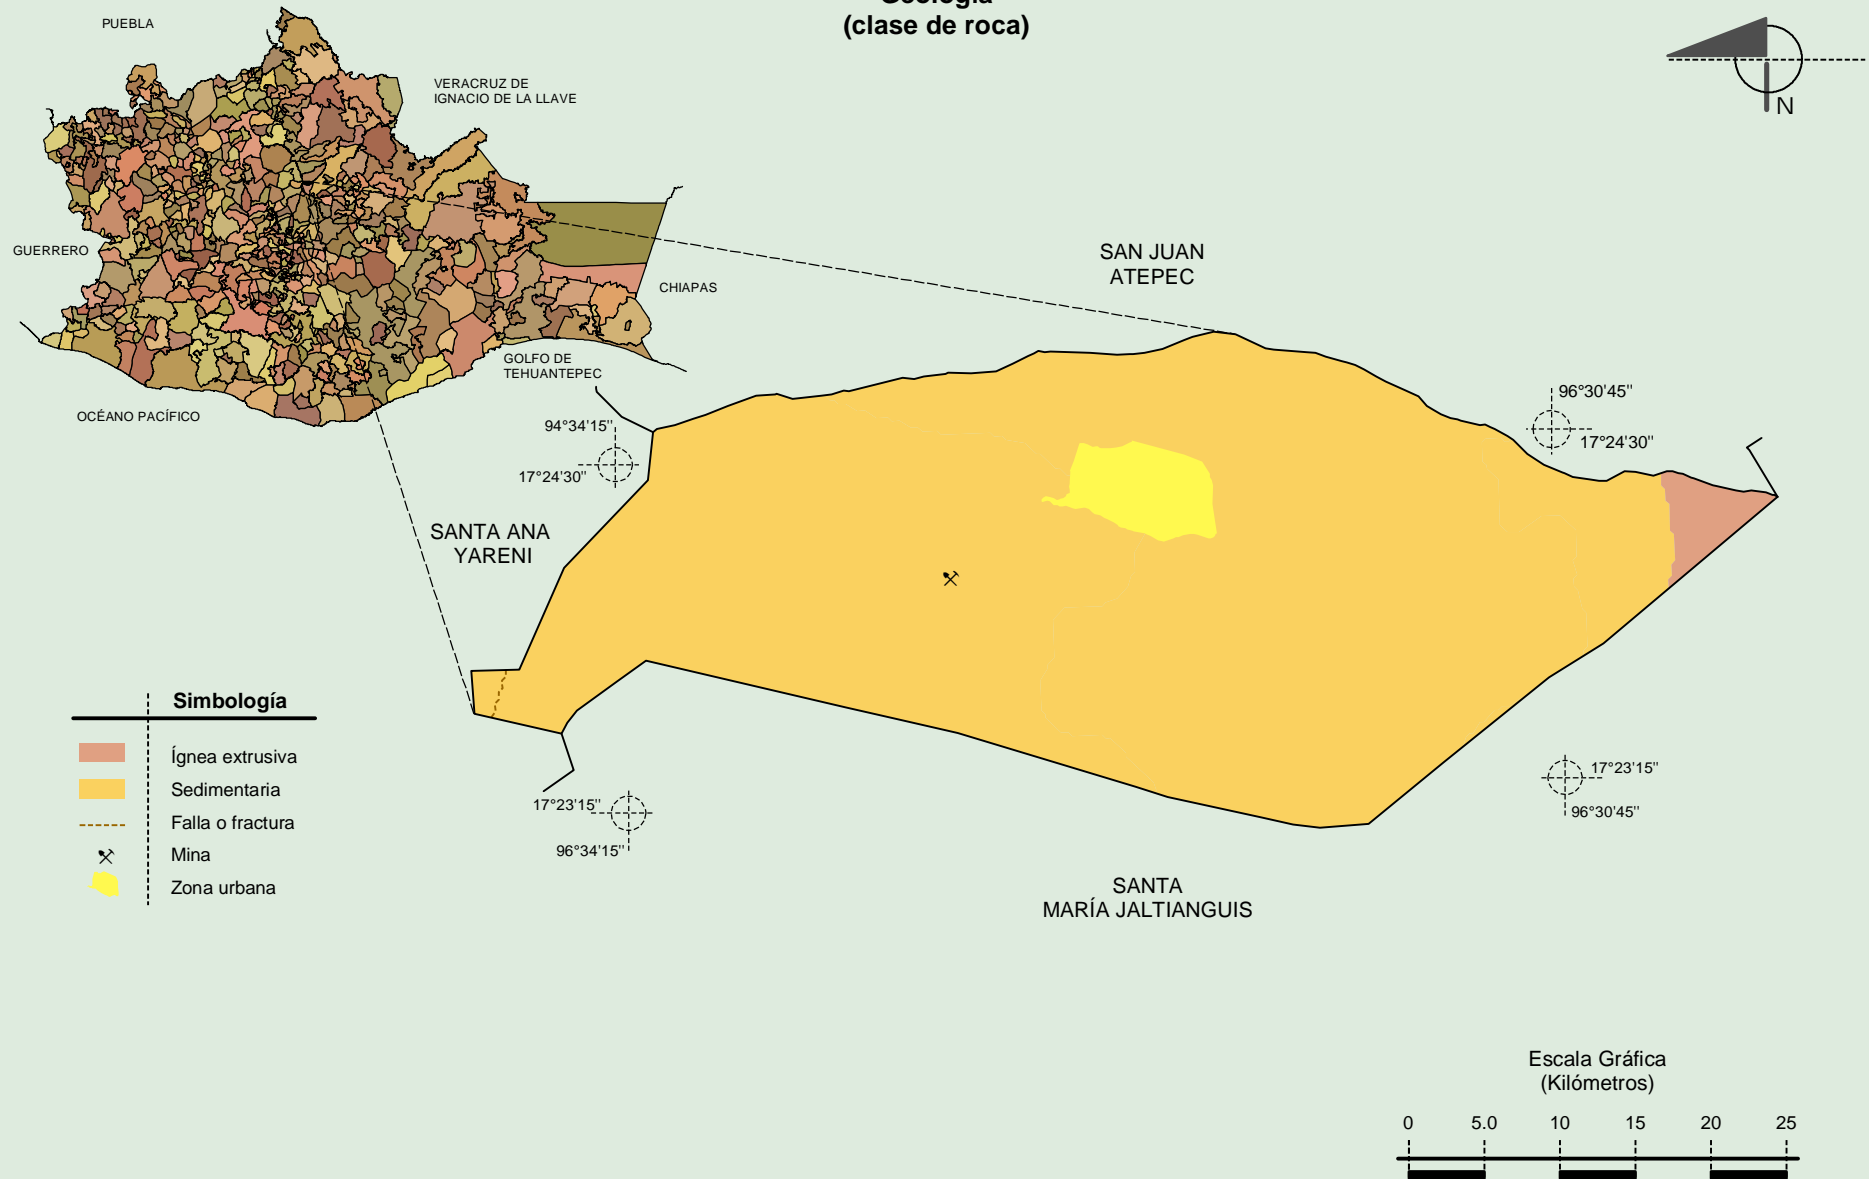 Geología
(clase de roca)
PUEBLA
VERACRUZ DE
IGNACIO DE LA LLAVE
N
GUERRERO
CHIAPAS
GOLFO DE
TEHUANTEPEC
OCÉANO PACÍFICO
SAN JUAN
ATEPEC
94°34'15"
17°24'30"
96°30'45"
17°24'30"
SANTA ANA
YARENI
Simbología
Ígnea extrusiva
Sedimentaria
Falla o fractura
Mina
Zona urbana
17°23'15"
96°34'15"
17°23'15"
96°30'45"
SANTA
MARÍA JALTIANGUIS
Escala Gráfica
(Kilómetros)
0 5.0 10 15 20 25